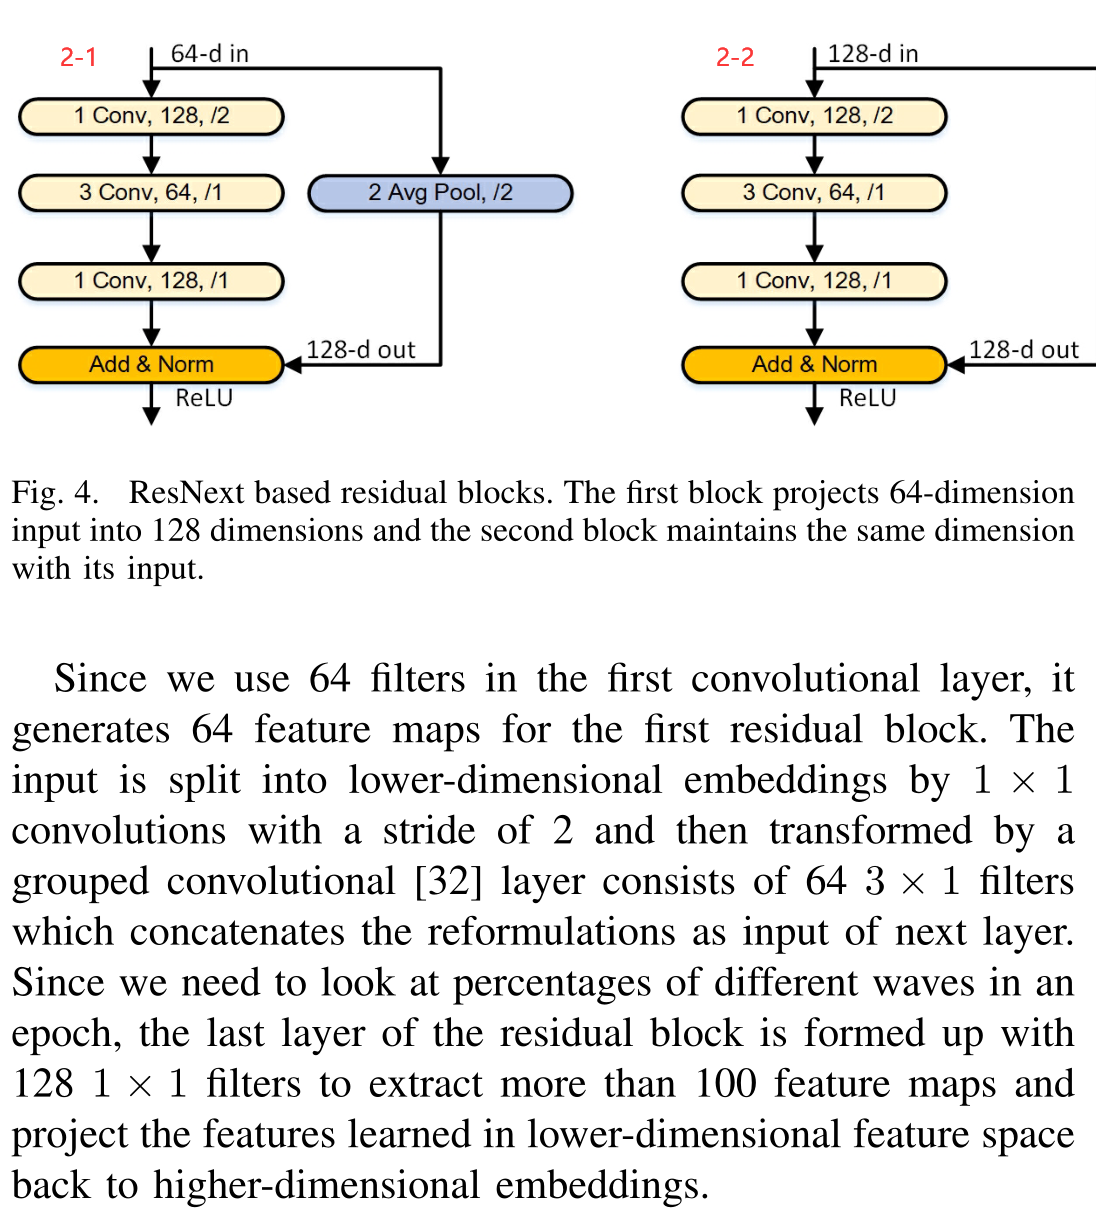 2-1
64-d in
1 Conv, 128, /2
3 Conv, 64, /1
2 Avg Pool, /2
1 Conv, 128, /1
128-d out
Add & Norm
ReLU
2-2
128-d in
1 Conv, 128, /2
3 Conv, 64, /1
1 Conv, 128, /1
128-d out
Add & Norm
ReLU
Fig. 4. ResNext based residual blocks. The first block projects 64-dimension
input into 128 dimensions and the second block maintains the same dimension
with its input.
Since we use 64 filters in the first convolutional layer, it
generates 64 feature maps for the first residual block. The
input is split into lower-dimensional embeddings by 1 × 1
convolutions with a stride of 2 and then transformed by a
grouped convolutional [32] layer consists of 64 3 × 1 filters
which concatenates the reformulations as input of next layer.
Since we need to look at percentages of different waves in an
epoch, the last layer of the residual block is formed up with
128 1 × 1 filters to extract more than 100 feature maps and
project the features learned in lower-dimensional feature space
back to higher-dimensional embeddings.